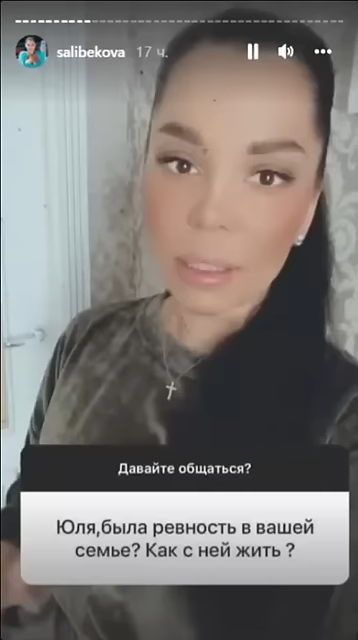 salibekova 17 ч.
Давайте общаться?
Юля,была ревность в вашей
семье? Как с ней жить ?